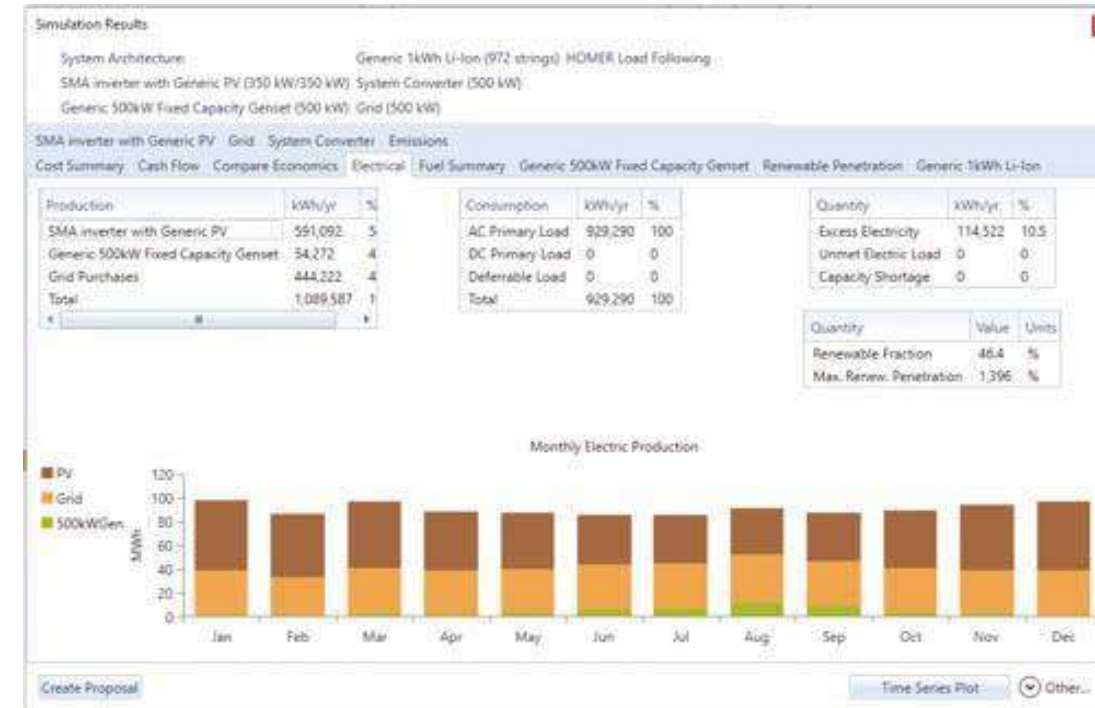 Simulation Results
System Architecture: Generic 1kWh Li-Ion (972 strings) HOMER Load Following
SMA inverter with Generic PV (350 kW/350 kW) System Converter (500 kW)
Generic 500kW Fixed Capacity Genset (500 kW) Grid (500 kW)
SMA inverter with Generic PV Grid System Converter Emissions
Cost Summary Cash Flow Compare Economics Electrical Fuel Summary Generic 500kW Fixed Capacity Genset Renewable Penetration Generic 1kWh Li-Ion
Production kWh/yr %
SMA inverter with Generic PV 591,092 5
Generic 500kW Fixed Capacity Genset 54,272 4
Grid Purchases 444,222 4
Total 1,089,587 1
Consumption kWh/yr %
AC Primary Load 929,290 100
DC Primary Load 0 0
Deferrable Load 0 0
Total 929,290 100
Quantity kWh/yr %
Excess Electricity 114,522 10.5
Unmet Electric Load 0 0
Capacity Shortage 0 0
Quantity Value Units
Renewable Fraction 46.4 %
Max. Renew. Penetration 1,396 %
Monthly Electric Production
PV
Grid
500kWGen
MWh
120
100
80
60
40
20
0
Jan Feb Mar Apr May Jun Jul Aug Sep Oct Nov Dec
Create Proposal Time Series Plot Other...